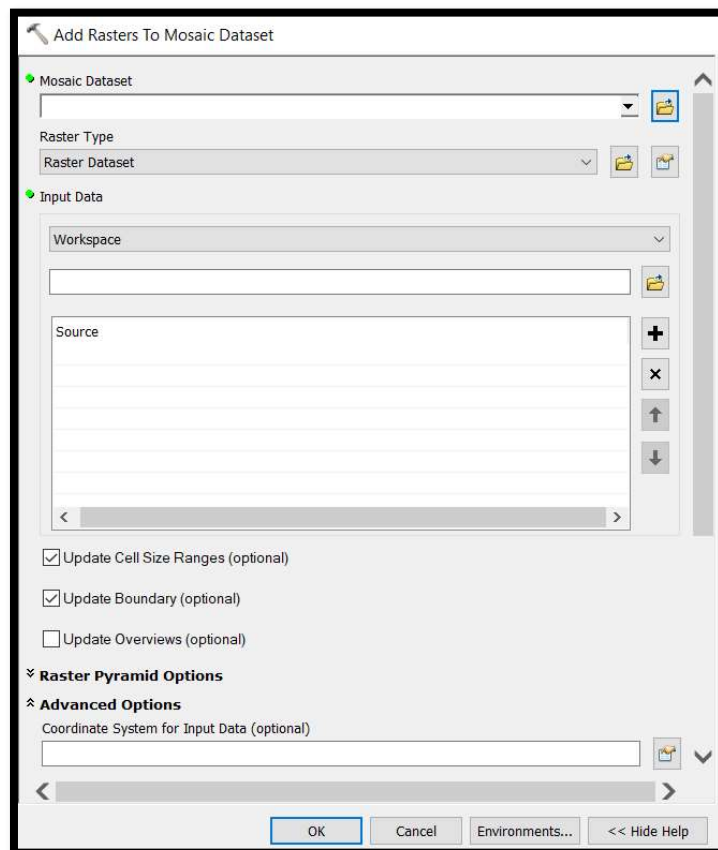 Add Rasters To Mosaic Dataset
Mosaic Dataset
Raster Type
Raster Dataset
Input Data
Workspace
Source
Update Cell Size Ranges (optional)
Update Boundary (optional)
Update Overviews (optional)
Raster Pyramid Options
Advanced Options
Coordinate System for Input Data (optional)
OK Cancel Environments... << Hide Help